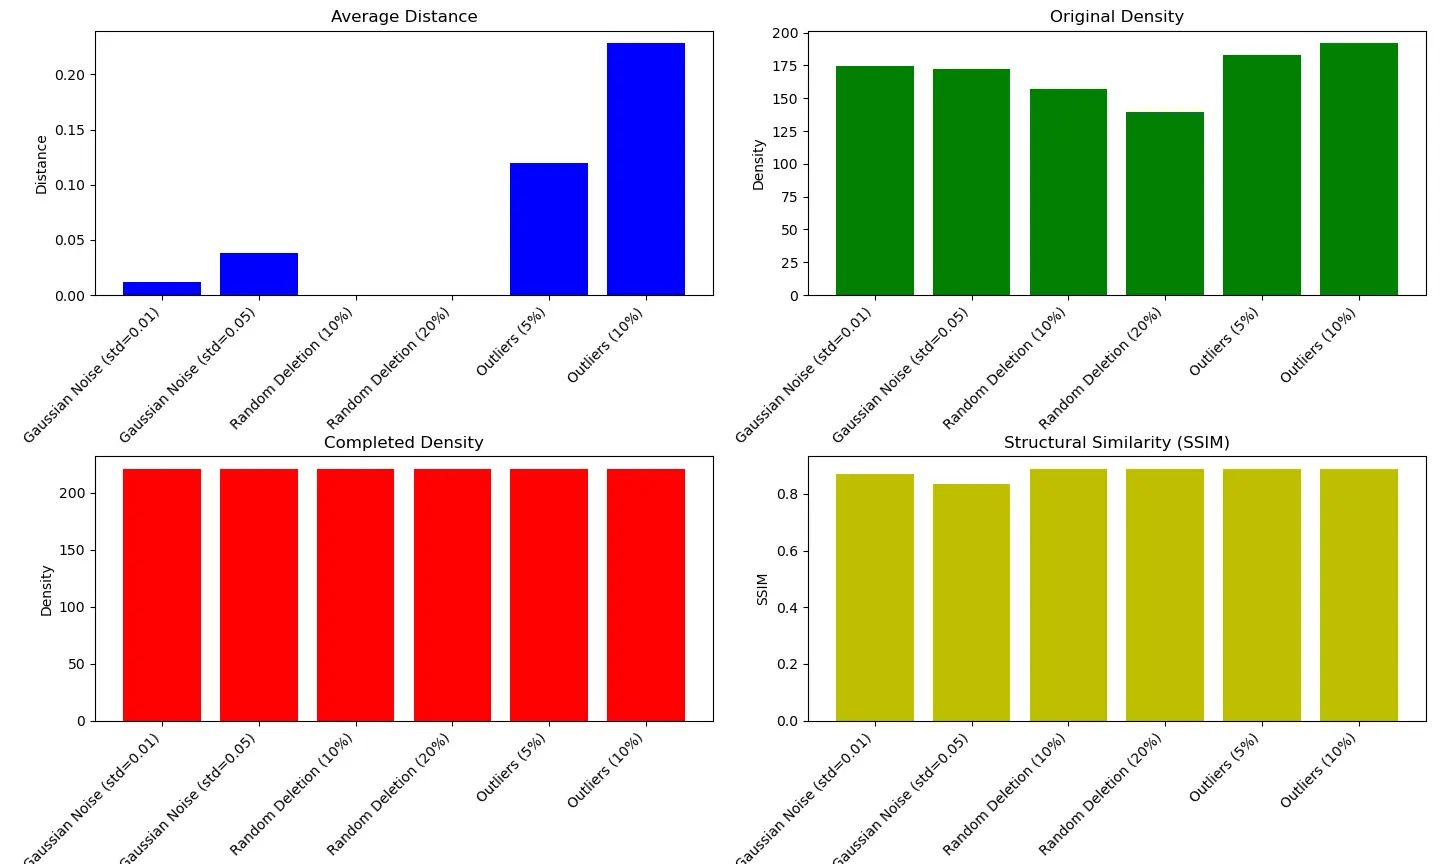 Average Distance
Distance
0.20
0.15
0.10
0.05
0.00
Gaussian Noise (std=0.01)
Gaussian Noise (std=0.05)
Random Deletion (10%)
Random Deletion (20%)
Outliers (5%)
Outliers (10%)
Original Density
Density
200
175
150
125
100
75
50
25
0
Gaussian Noise (std=0.01)
Gaussian Noise (std=0.05)
Random Deletion (10%)
Random Deletion (20%)
Outliers (5%)
Outliers (10%)
Completed Density
Density
200
150
100
50
0
Gaussian Noise (std=0.01)
Gaussian Noise (std=0.05)
Random Deletion (10%)
Random Deletion (20%)
Outliers (5%)
Outliers (10%)
Structural Similarity (SSIM)
SSIM
0.8
0.6
0.4
0.2
0.0
Gaussian Noise (std=0.01)
Gaussian Noise (std=0.05)
Random Deletion (10%)
Random Deletion (20%)
Outliers (5%)
Outliers (10%)